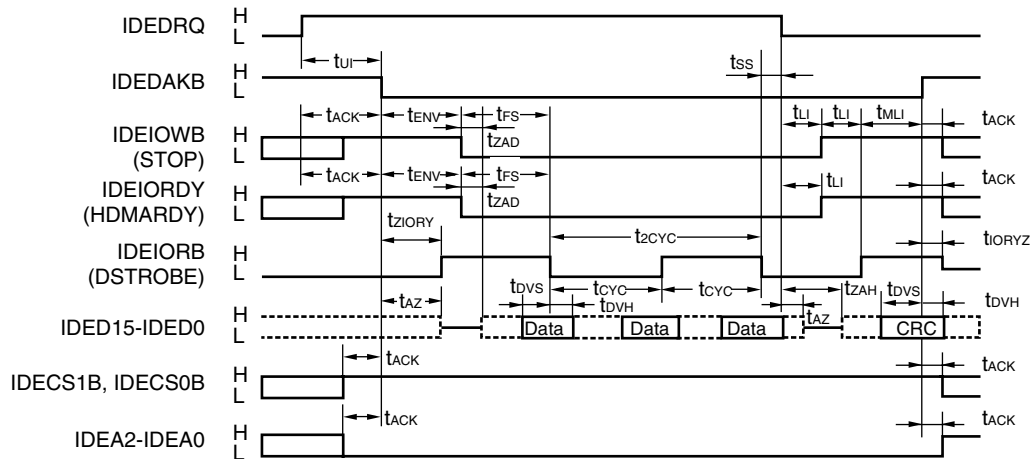 IDEDRQ H
L
tUI
tSS
IDEDAKB H
L
tACK tENV tFS tLI tLI tMLI tACK
IDEIOWB H
(STOP) L
tZAD
tACK tENV tFS tLI tACK
IDEIORDY H
(HDMARDY) L
tZAD
tZIORY t2CYC tIORYZ
IDEIORB H
(DSTROBE) L
tAZ tDVS tCYC tCYC tZAH tDVS
tDVH tAZ tDVH
IDED15-IDED0 H
L
Data Data Data CRC
tACK tACK
IDECS1B, IDECS0B H
L
tACK tACK
IDEA2-IDEA0 H
L